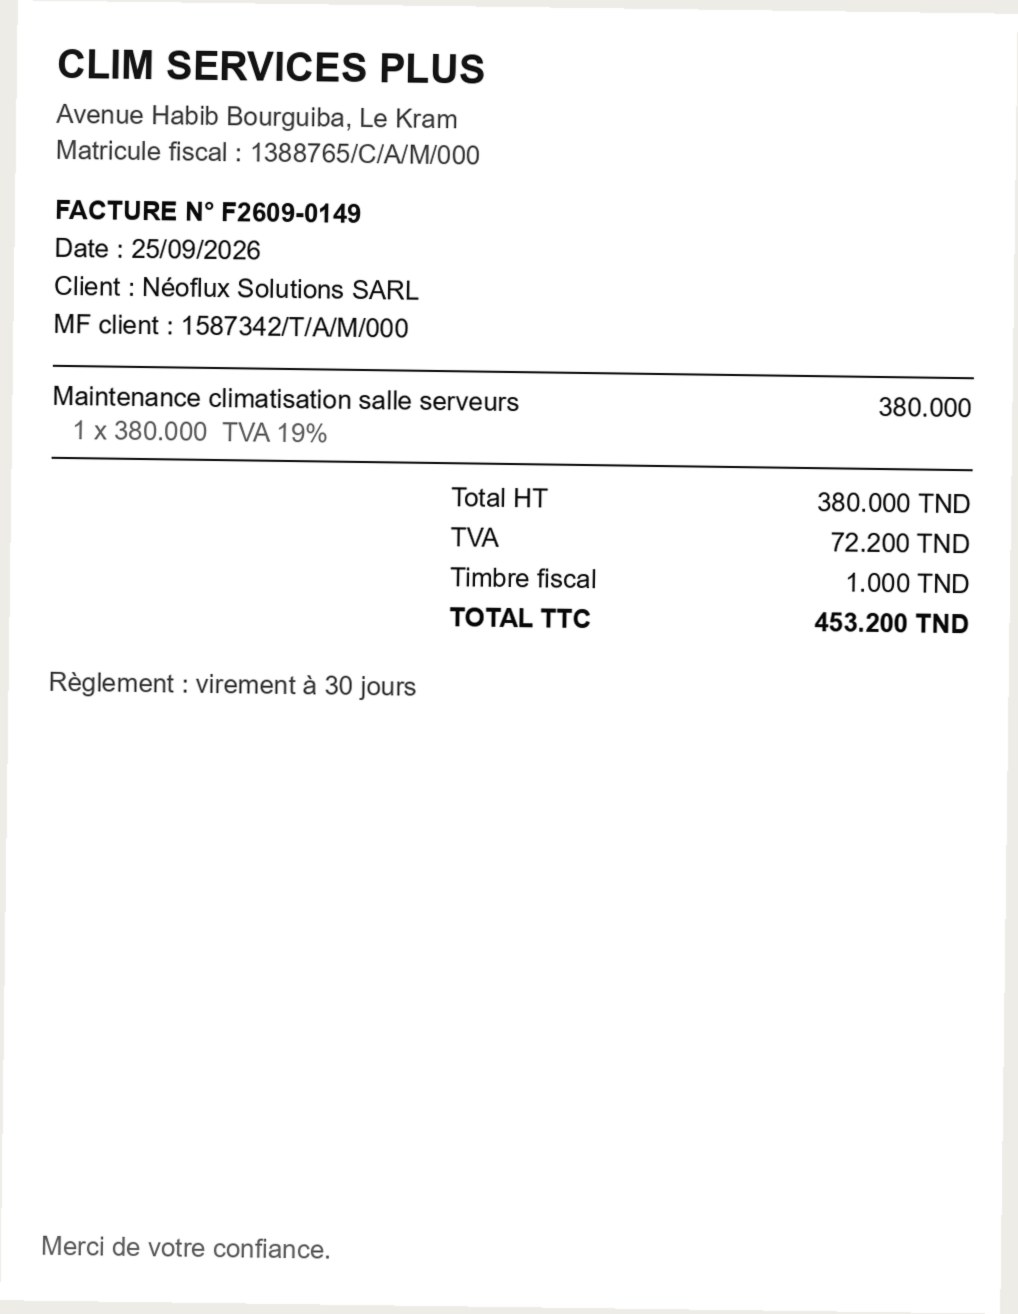 CLIM SERVICES PLUS
Avenue Habib Bourguiba, Le Kram
Matricule fiscal : 1388765/C/A/M/000
FACTURE N° F2609-0149
Date : 25/09/2026
Client : Néoflux Solutions SARL
MF client : 1587342/T/A/M/000
Maintenance climatisation salle serveurs 380.000
1 x 380.000 TVA 19%
Total HT 380.000 TND
TVA 72.200 TND
Timbre fiscal 1.000 TND
TOTAL TTC 453.200 TND
Règlement : virement à 30 jours
Merci de votre confiance.